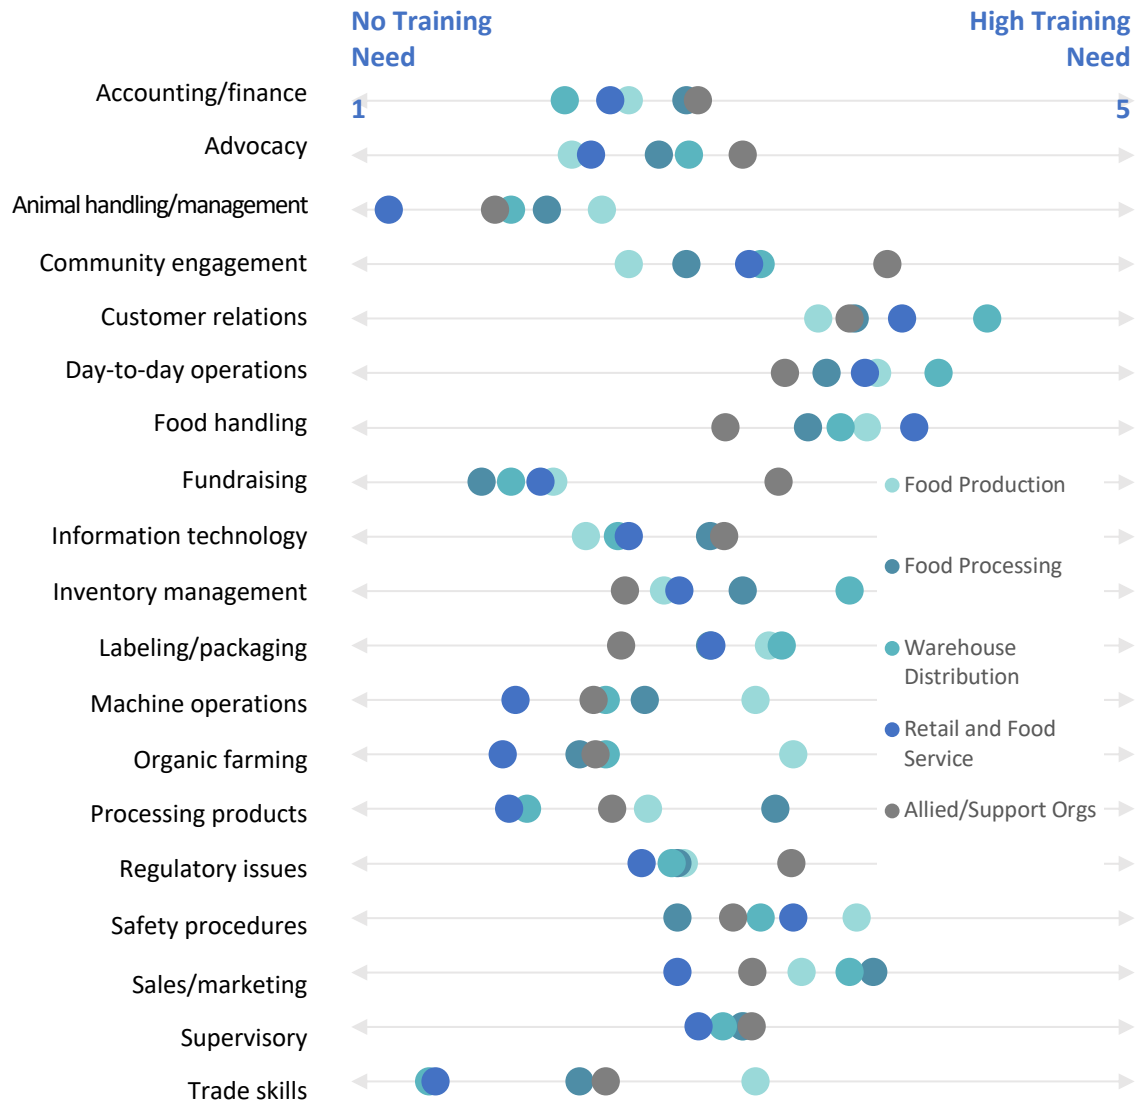 No Training
Need
High Training
Need
Accounting/finance
1
5
Advocacy
Animal handling/management
Community engagement
Customer relations
Day-to-day operations
Food handling
Fundraising
Food Production
Information technology
Food Processing
Inventory management
Labeling/packaging
Warehouse
Distribution
Machine operations
Retail and Food
Service
Organic farming
Processing products
Allied/Support Orgs
Regulatory issues
Safety procedures
Sales/marketing
Supervisory
Trade skills